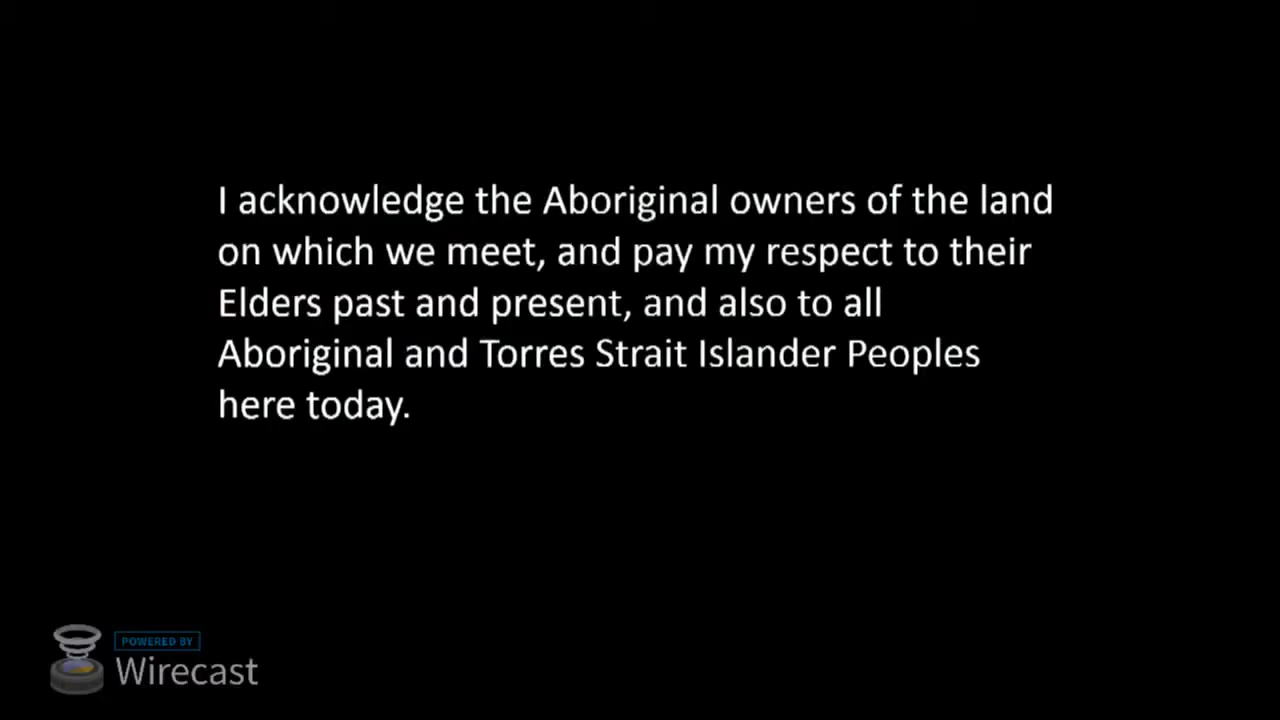 I acknowledge the Aboriginal owners of the land
on which we meet, and pay my respect to their
Elders past and present, and also to all
Aboriginal and Torres Strait Islander Peoples
here today.
POWERED BY
Wirecast